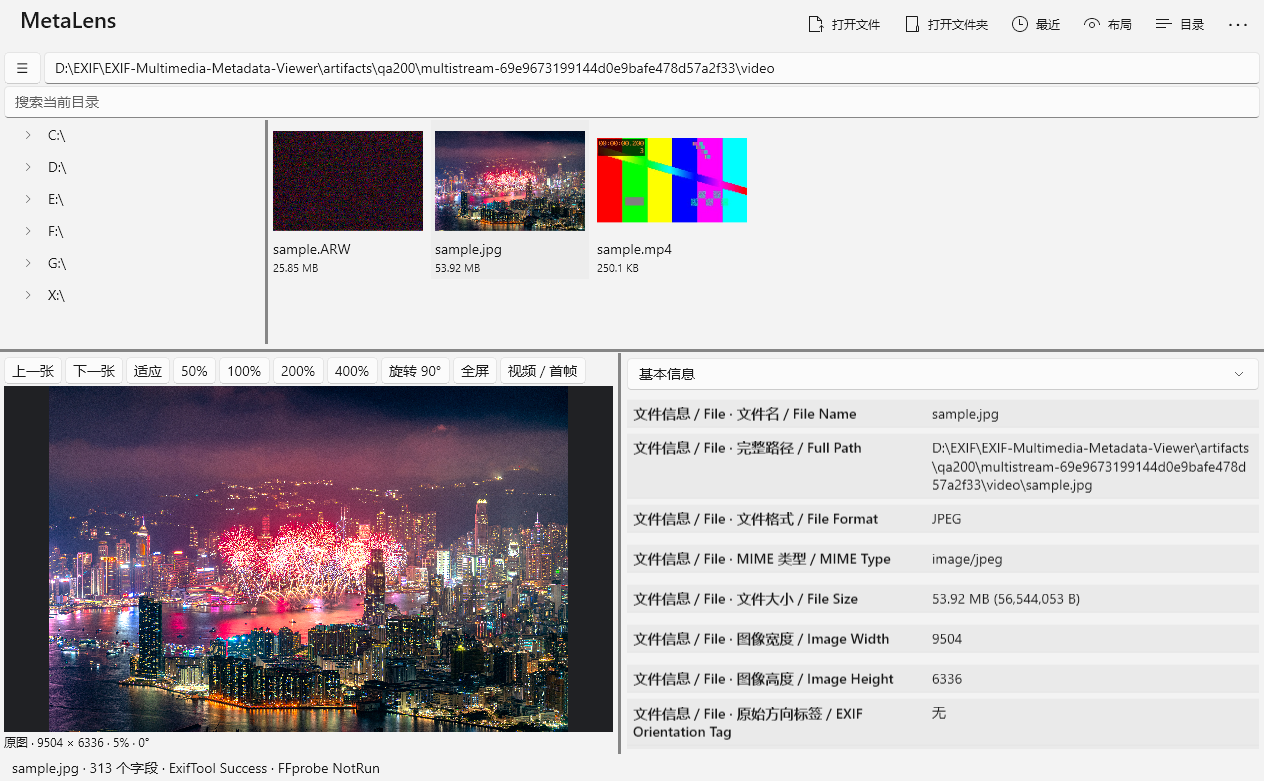 MetaLens
打开文件 打开文件夹 最近 布局 目录 ···
☰ D:\EXIF\EXIF-Multimedia-Metadata-Viewer\artifacts\qa200\multistream-69e9673199144d0e9bafe478d57a2f33\video
搜索当前目录
C:\
D:\
E:\
F:\
G:\
X:\
00:00:00.200
3
sample.ARW
25.85 MB
sample.jpg
53.92 MB
sample.mp4
250.1 KB
上一张 下一张 适应 50% 100% 200% 400% 旋转 90° 全屏 视频 / 首帧
原图 · 9504 × 6336 · 5% · 0°
基本信息
文件信息 / File · 文件名 / File Name sample.jpg
文件信息 / File · 完整路径 / Full Path D:\EXIF\EXIF-Multimedia-Metadata-Viewer\artifacts
\qa200\multistream-69e9673199144d0e9bafe478d
57a2f33\video\sample.jpg
文件信息 / File · 文件格式 / File Format JPEG
文件信息 / File · MIME 类型 / MIME Type image/jpeg
文件信息 / File · 文件大小 / File Size 53.92 MB (56,544,053 B)
文件信息 / File · 图像宽度 / Image Width 9504
文件信息 / File · 图像高度 / Image Height 6336
文件信息 / File · 原始方向标签 / EXIF 无
Orientation Tag
sample.jpg · 313 个字段 · ExifTool Success · FFprobe NotRun